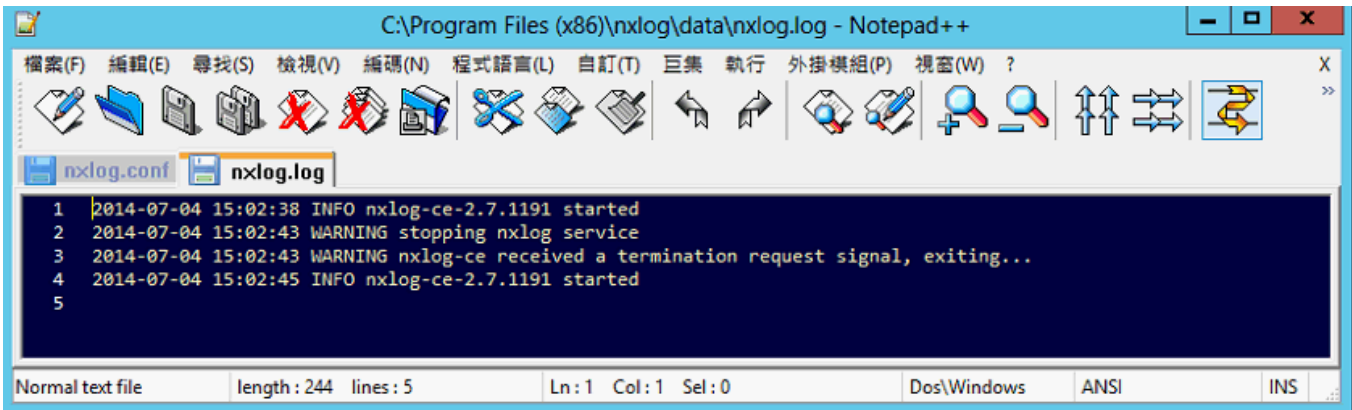 C:\Program Files (x86)\nxlog\data\nxlog.log - Notepad++
檔案(F) 編輯(E) 尋找(S) 檢視(V) 編碼(N) 程式語言(L) 自訂(T) 巨集 執行 外掛模組(P) 視窗(W) ? X
nxlog.conf nxlog.log
1 2014-07-04 15:02:38 INFO nxlog-ce-2.7.1191 started
2 2014-07-04 15:02:43 WARNING stopping nxlog service
3 2014-07-04 15:02:43 WARNING nxlog-ce received a termination request signal, exiting...
4 2014-07-04 15:02:45 INFO nxlog-ce-2.7.1191 started
5
Normal text file length : 244 lines : 5 Ln : 1 Col : 1 Sel : 0 Dos\Windows ANSI INS